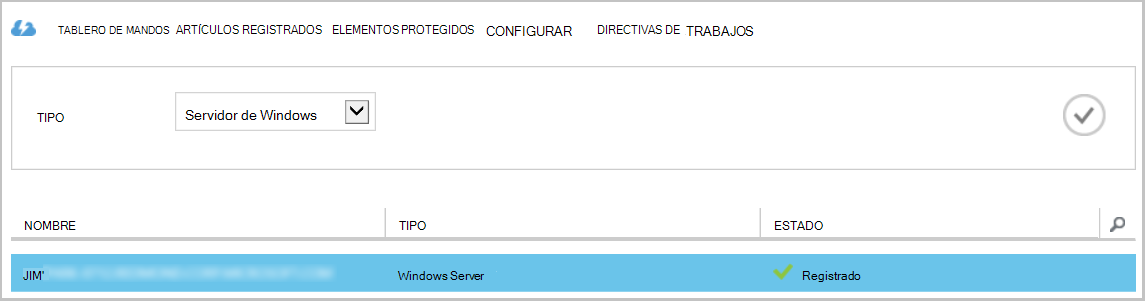 TABLERO DE MANDOS ARTÍCULOS REGISTRADOS ELEMENTOS PROTEGIDOS CONFIGURAR DIRECTIVAS DE TRABAJOS
TIPO Servidor de Windows
NOMBRE TIPO ESTADO
JIM' Windows Server Registrado